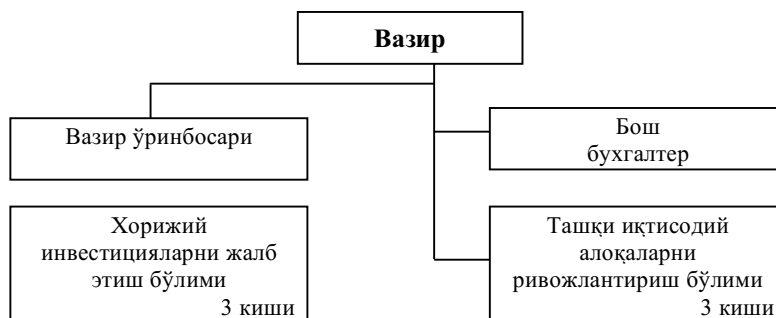 Вазир
Вазир ўринбосари
Бош
бухгалтер
Хорижий
инвестицияларни жалб
этиш бўлими
3 киши
Ташқи иқтисодий
алоқаларни
ривожлантириш бўлими
3 киши